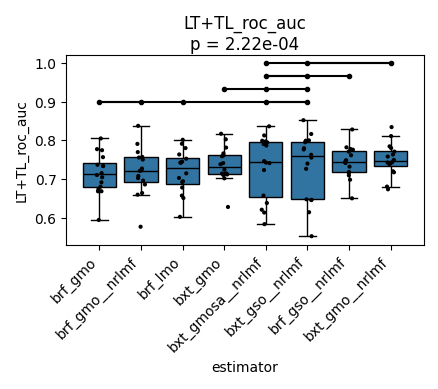 LT+TL_roc_auc
p = 2.22e-04
LT+TL_roc_auc
1.0
0.9
0.8
0.7
0.6
brf_gmo
brf_gmo__nrlmf
brf_lmo
bxt_gmo
bxt_gmosa__nrlmf
bxt_gso__nrlmf
brf_gso__nrlmf
bxt_gmo__nrlmf
estimator